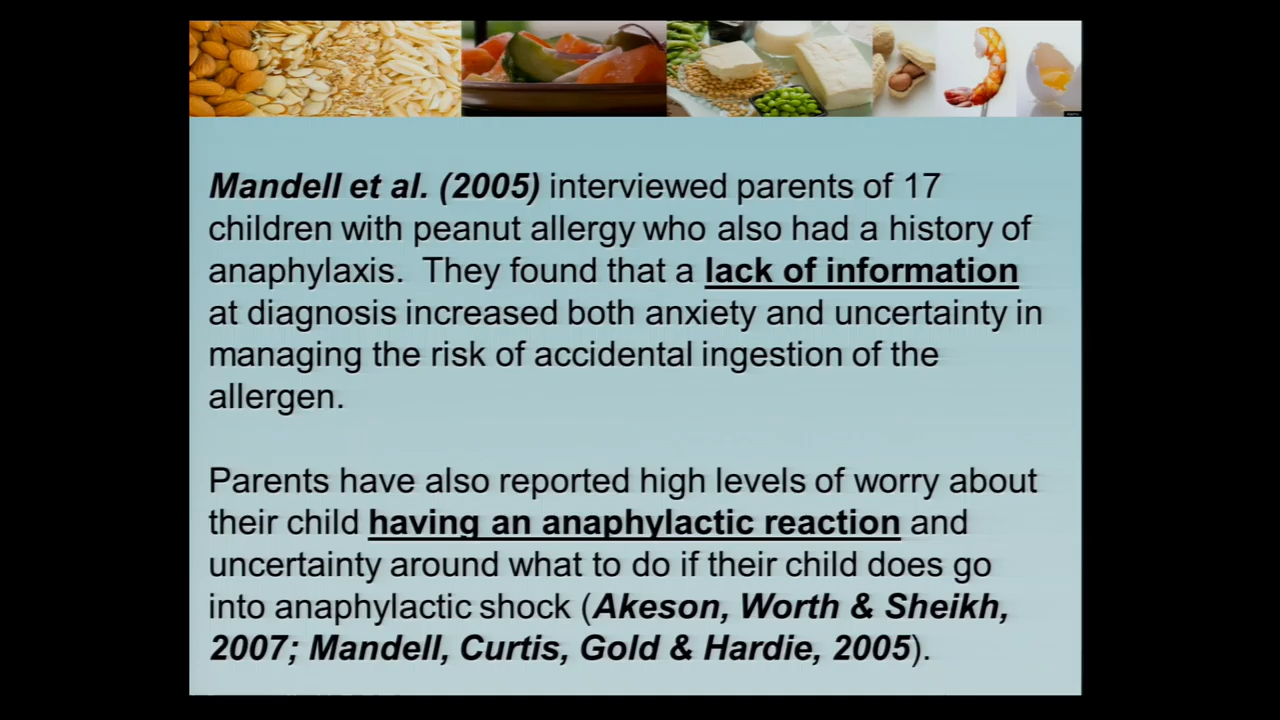 Mandell et al. (2005) interviewed parents of 17
children with peanut allergy who also had a history of
anaphylaxis.  They found that a lack of information
at diagnosis increased both anxiety and uncertainty in
managing the risk of accidental ingestion of the
allergen.
Parents have also reported high levels of worry about
their child having an anaphylactic reaction and
uncertainty around what to do if their child does go
into anaphylactic shock (Akeson, Worth & Sheikh,
2007; Mandell, Curtis, Gold & Hardie, 2005).